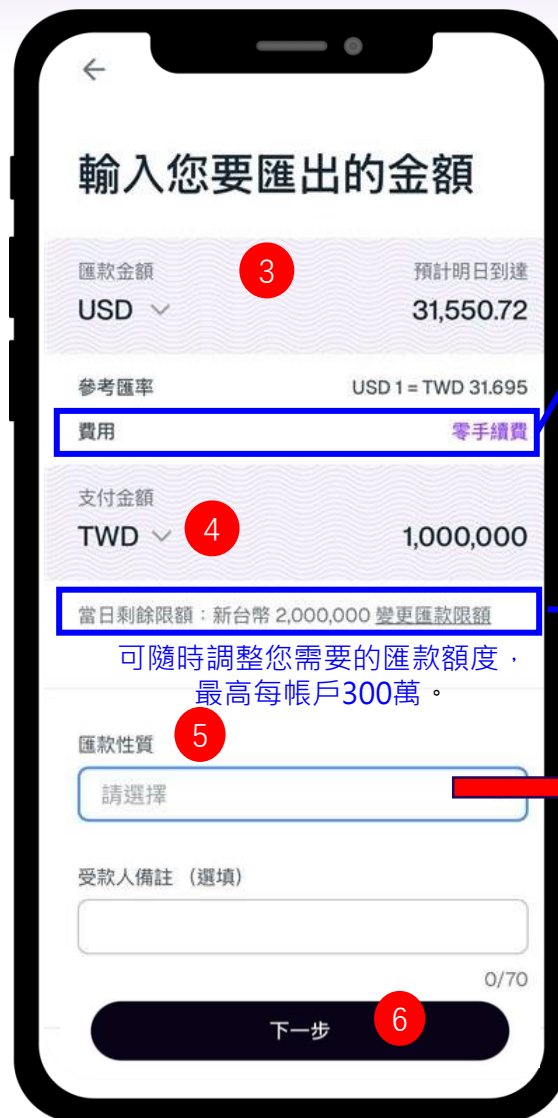 輸入您要匯出的金額
匯款金額 3 預計明日到達
USD 31,550.72
參考匯率 USD 1 = TWD 31.695
費用 零手續費
支付金額
TWD 4 1,000,000
當日剩餘限額：新台幣 2,000,000 變更匯款限額
可隨時調整您需要的匯款額度，
最高每帳戶300萬。
匯款性質 5
請選擇
受款人備註 （選填）
0/70
下一步 6